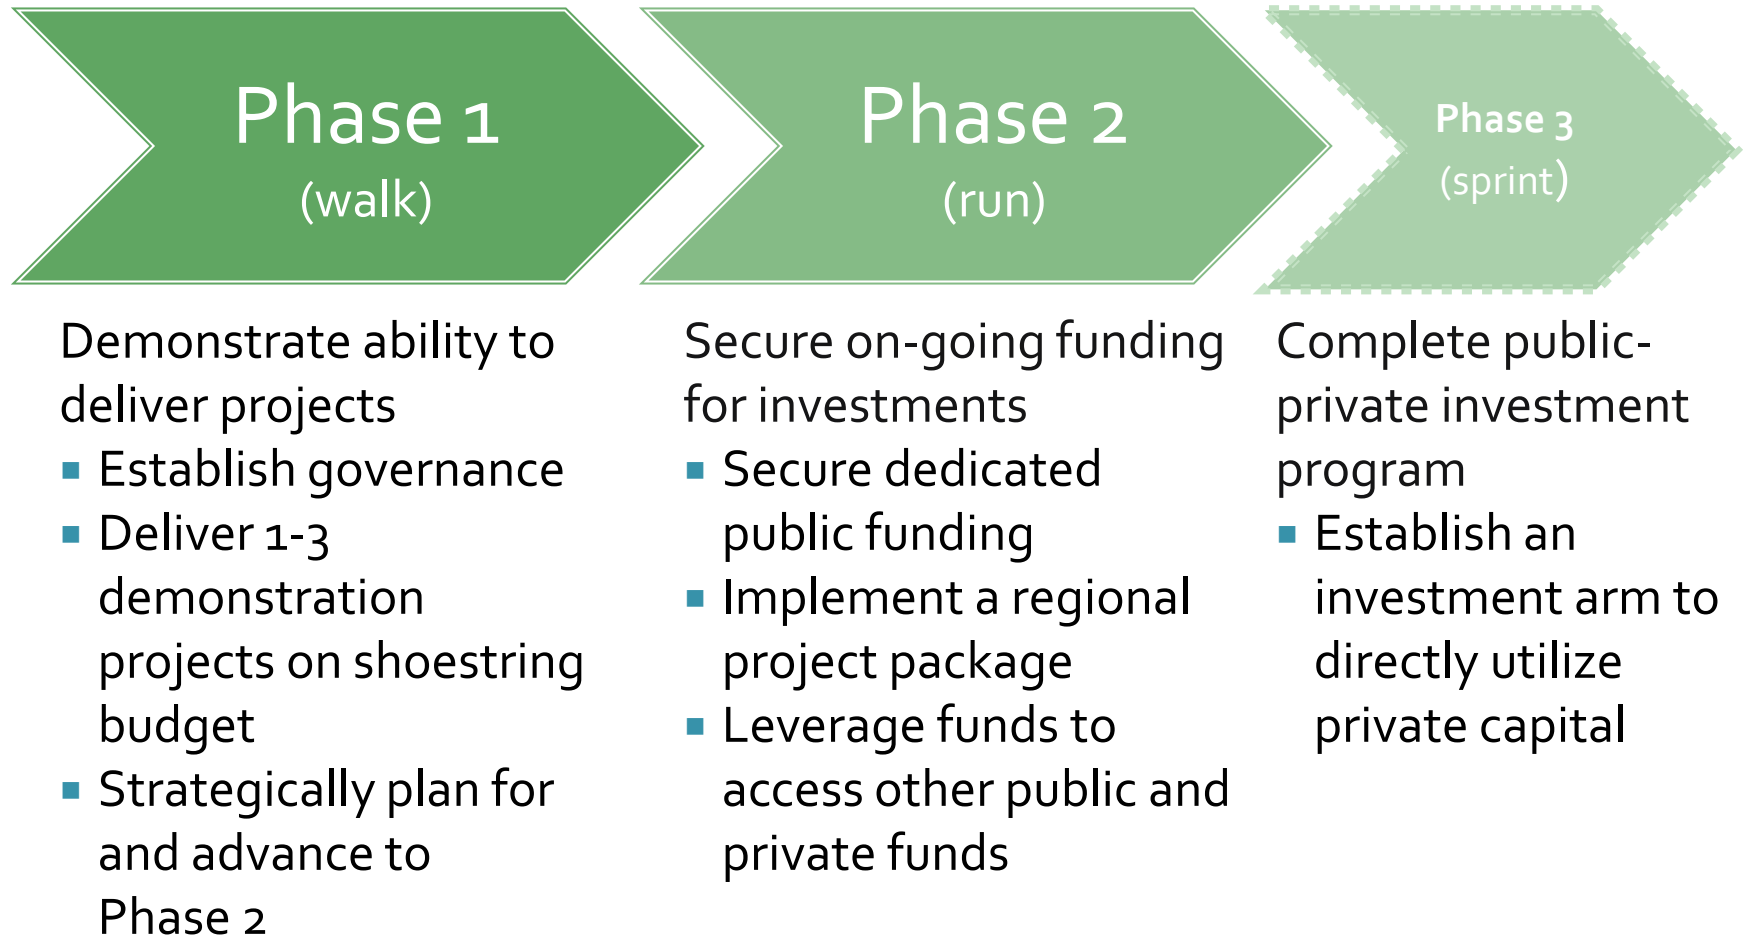 Phase 1
(walk)
Phase 2
(run)
Phase 3
(sprint)
Demonstrate ability to
deliver projects
▪ Establish governance
▪ Deliver 1-3
demonstration
projects on shoestring
budget
▪ Strategically plan for
and advance to
Phase 2
Secure on-going funding
for investments
▪ Secure dedicated
public funding
▪ Implement a regional
project package
▪ Leverage funds to
access other public and
private funds
Complete public-
private investment
program
▪ Establish an
investment arm to
directly utilize
private capital